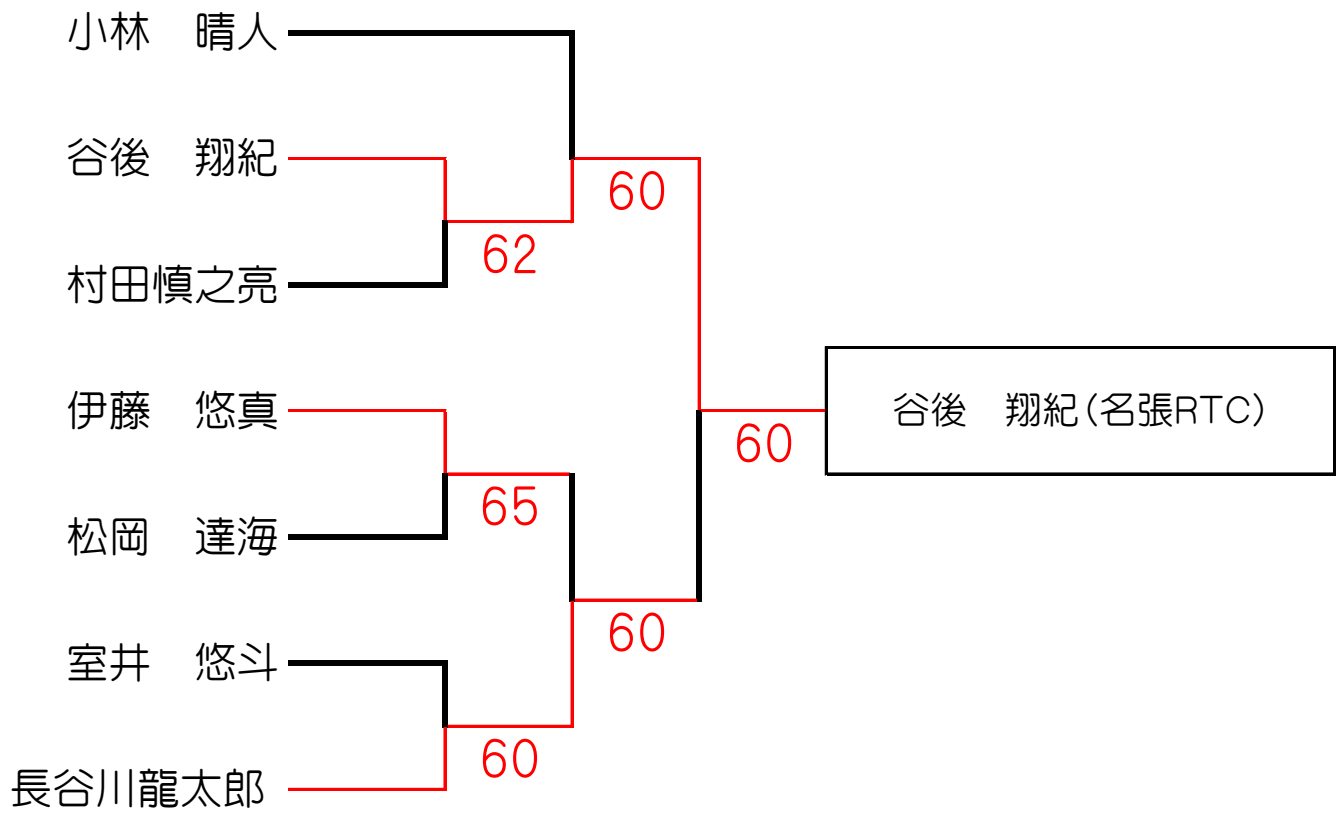 小林　晴人
谷後　翔紀
60
62
村田慎之亮
伊藤　悠真
谷後　翔紀(名張RTC)
60
65
松岡　達海
60
室井　悠斗
60
長谷川龍太郎